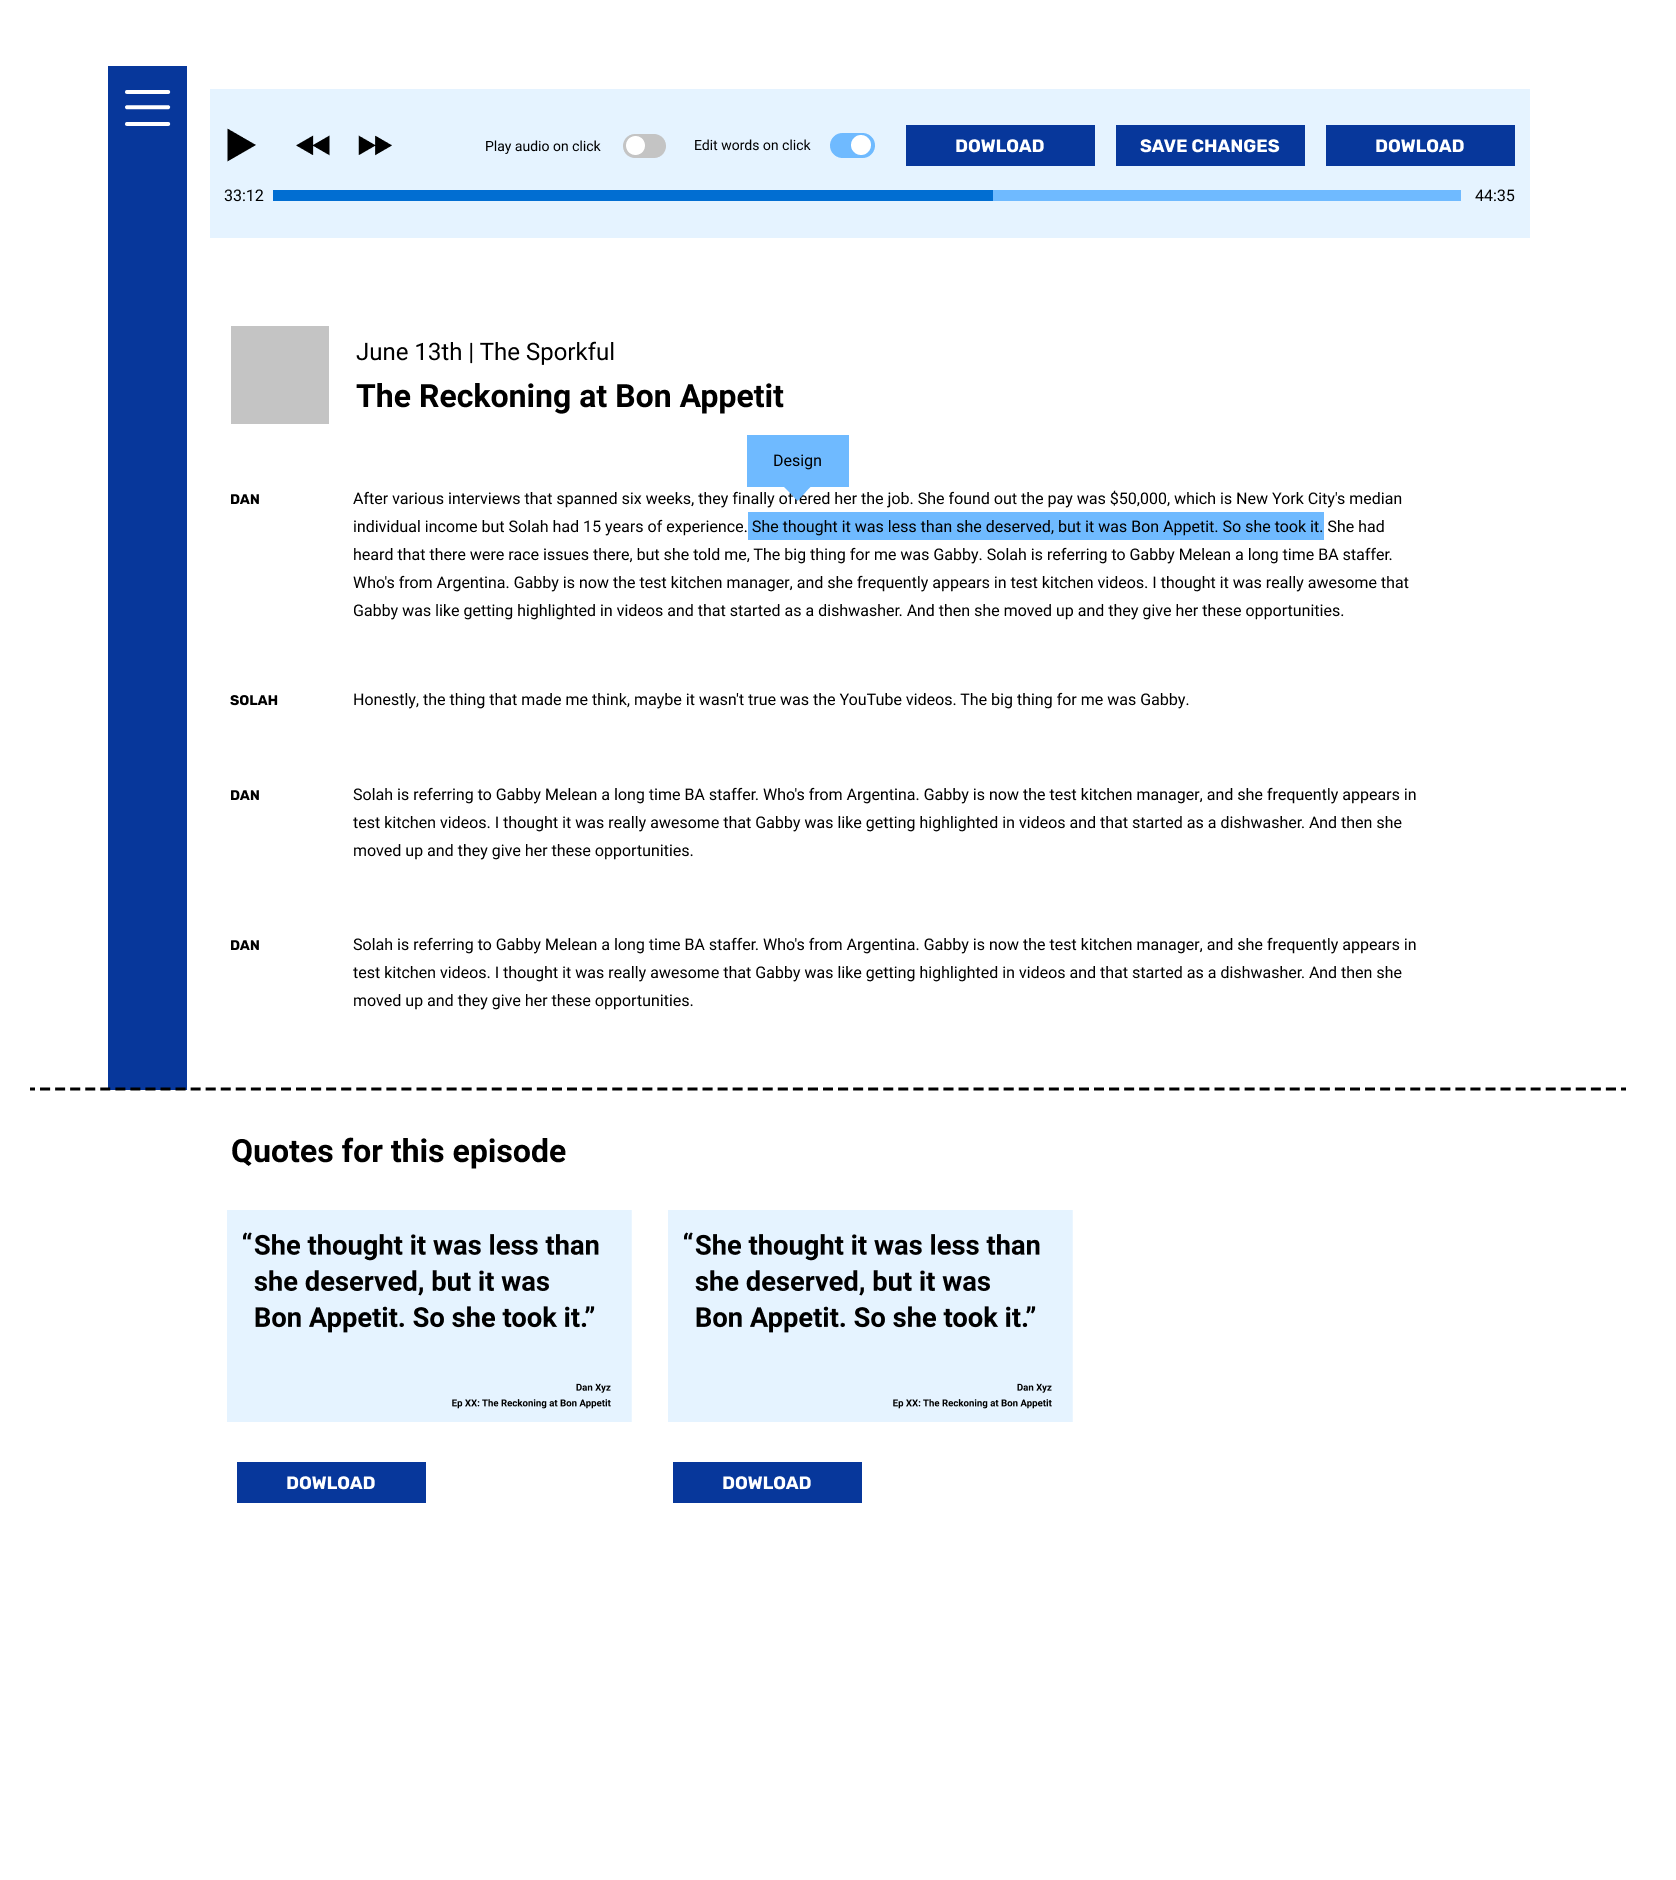 Play audio on click
Edit words on click
DOWLOAD
SAVE CHANGES
DOWLOAD
33:12
44:35
June 13th | The Sporkful
The Reckoning at Bon Appetit
Design
DAN
After various interviews that spanned six weeks, they finally offered her the job. She found out the pay was $50,000, which is New York City's median
individual income but Solah had 15 years of experience. She thought it was less than she deserved, but it was Bon Appetit. So she took it. She had
heard that there were race issues there, but she told me, The big thing for me was Gabby. Solah is referring to Gabby Melean a long time BA staffer.
Who's from Argentina. Gabby is now the test kitchen manager, and she frequently appears in test kitchen videos. I thought it was really awesome that
Gabby was like getting highlighted in videos and that started as a dishwasher. And then she moved up and they give her these opportunities.
SOLAH
Honestly, the thing that made me think, maybe it wasn't true was the YouTube videos. The big thing for me was Gabby.
DAN
Solah is referring to Gabby Melean a long time BA staffer. Who's from Argentina. Gabby is now the test kitchen manager, and she frequently appears in
test kitchen videos. I thought it was really awesome that Gabby was like getting highlighted in videos and that started as a dishwasher. And then she
moved up and they give her these opportunities.
DAN
Solah is referring to Gabby Melean a long time BA staffer. Who's from Argentina. Gabby is now the test kitchen manager, and she frequently appears in
test kitchen videos. I thought it was really awesome that Gabby was like getting highlighted in videos and that started as a dishwasher. And then she
moved up and they give her these opportunities.
Quotes for this episode
“She thought it was less than
she deserved, but it was
Bon Appetit. So she took it.”
Dan Xyz
Ep XX: The Reckoning at Bon Appetit
DOWLOAD
“She thought it was less than
she deserved, but it was
Bon Appetit. So she took it.”
Dan Xyz
Ep XX: The Reckoning at Bon Appetit
DOWLOAD